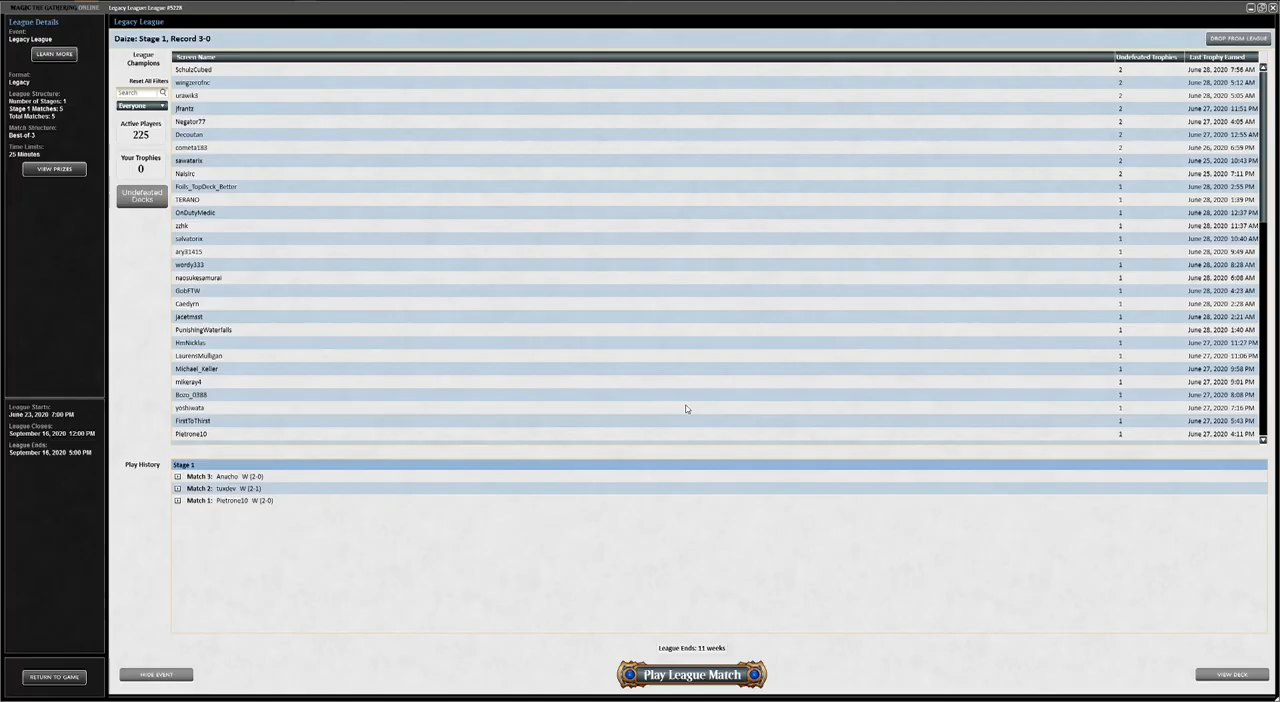 MAGIC THE GATHERING ONLINE
Legacy League: League #5228
League Details
Event:
Legacy League
LEARN MORE
Format:
Legacy
League Structure:
Number of Stages: 1
Stage 1 Matches: 5
Total Matches: 5
Match Structure:
Best of 3
Time Limits:
25 Minutes
VIEW PRIZES
League Starts:
June 23, 2020 7:00 PM
League Closes:
September 16, 2020 12:00 PM
League Ends:
September 16, 2020 5:00 PM
RETURN TO GAME
Legacy League
Daize: Stage 1, Record 3-0
DROP FROM LEAGUE
League
Champions
Reset All Filters
Search
Everyone
Active Players
225
Your Trophies
0
Undefeated
Decks
Screen Name Undefeated Trophies Last Trophy Earned
SchulzCubed 2 June 28, 2020 7:56 AM
wingzerofnc 2 June 28, 2020 5:12 AM
urawik3 2 June 28, 2020 5:05 AM
jfrantz 2 June 27, 2020 11:51 PM
Negator77 2 June 27, 2020 4:05 AM
Decoutan 2 June 27, 2020 12:55 AM
cometa183 2 June 26, 2020 6:59 PM
sawatarix 2 June 25, 2020 10:43 PM
Nalsirc 2 June 25, 2020 7:11 PM
Foils_TopDeck_Better 1 June 28, 2020 2:55 PM
TERANO 1 June 28, 2020 1:39 PM
OnDutyMedic 1 June 28, 2020 12:37 PM
zzhk 1 June 28, 2020 11:37 AM
salvatorix 1 June 28, 2020 10:40 AM
ary31415 1 June 28, 2020 9:49 AM
wordy333 1 June 28, 2020 8:28 AM
naosukesamurai 1 June 28, 2020 6:08 AM
GobFTW 1 June 28, 2020 4:23 AM
Caedyrn 1 June 28, 2020 2:28 AM
jacetmsst 1 June 28, 2020 2:21 AM
PunishingWaterfalls 1 June 28, 2020 1:40 AM
HmNicklas 1 June 27, 2020 11:27 PM
LaurensMulligan 1 June 27, 2020 11:06 PM
Michael_Keller 1 June 27, 2020 9:58 PM
mikeray4 1 June 27, 2020 9:01 PM
Bozo_0388 1 June 27, 2020 8:08 PM
yoshiwata 1 June 27, 2020 7:16 PM
FirstToThirst 1 June 27, 2020 5:43 PM
Pietrone10 1 June 27, 2020 4:11 PM
Play History
Stage 1
Match 3: Anacho W (2-0)
Match 2: tuxdev W (2-1)
Match 1: Pietrone10 W (2-0)
League Ends: 11 weeks
HIDE EVENT
Play League Match
VIEW DECK